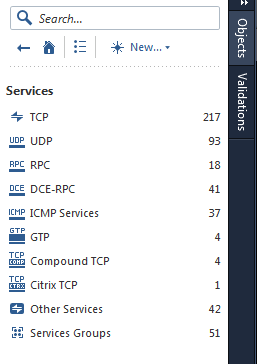 Search...
New...
Services
TCP 217
UDP UDP 93
RPC RPC 18
DCE DCE-RPC 41
ICMP ICMP Services 37
GTP GTP 4
TCP COMP Compound TCP 4
TCP CTRX Citrix TCP 1
Other Services 42
Services Groups 51
Objects
Validations